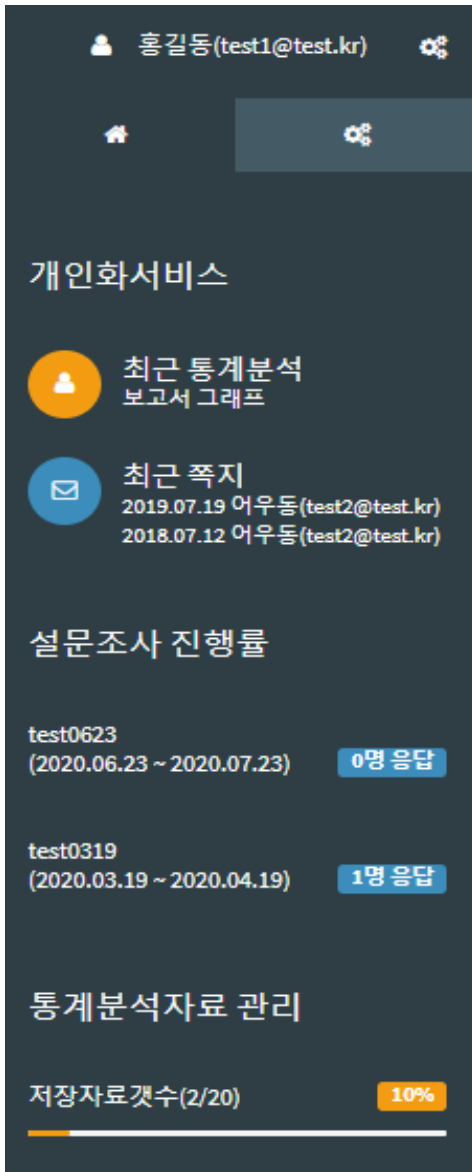 홍길동(test1@test.kr)
개인화서비스
최근 통계분석
보고서 그래프
최근 쪽지
2019.07.19 어우동(test2@test.kr)
2018.07.12 어우동(test2@test.kr)
설문조사 진행률
test0623
(2020.06.23 ~ 2020.07.23) 0명 응답
test0319
(2020.03.19 ~ 2020.04.19) 1명 응답
통계분석자료 관리
저장자료갯수(2/20) 10%